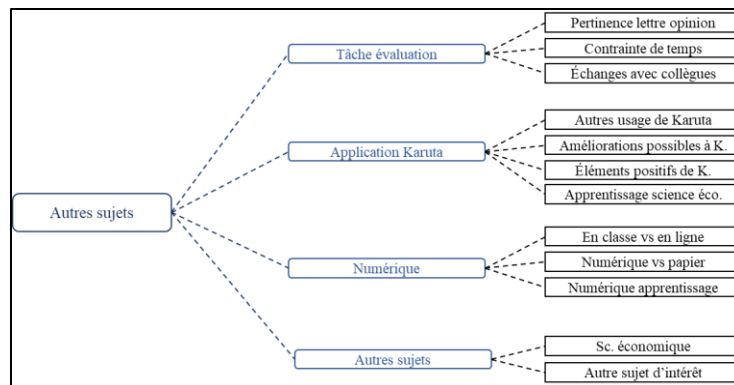 Autres sujets
Tâche évaluation
Pertinence lettre opinion
Contrainte de temps
Échanges avec collègues
Application Karuta
Autres usage de Karuta
Améliorations possibles à K.
Éléments positifs de K.
Apprentissage science éco.
Numérique
En classe vs en ligne
Numérique vs papier
Numérique apprentissage
Autres sujets
Sc. économique
Autre sujet d'intérêt